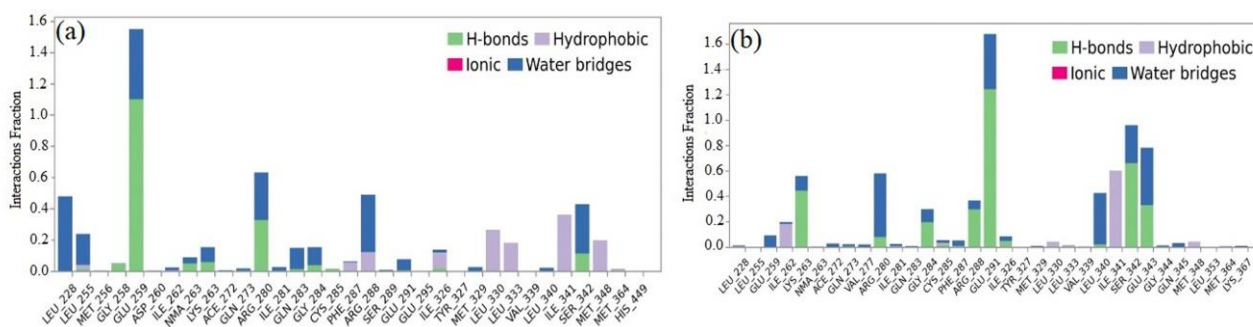 (a)
H-bonds Hydrophobic
Ionic Water bridges
Interactions Fraction
1.6
1.4
1.2
1.0
0.8
0.6
0.4
0.2
0.0
LEU_228
LEU_255
MET_256
GLY_258
GLU_259
ASP_260
ILE_262
NMA_263
LYS_263
ACE_272
GLN_273
ARG_280
ILE_281
GLN_283
GLY_284
CYS_285
PHE_287
ARG_288
SER_289
GLU_291
GLU_295
ILE_326
TYR_327
MET_329
LEU_330
LEU_333
VAL_339
LEU_340
ILE_341
SER_342
MET_348
MET_364
HIS_449
(b)
H-bonds Hydrophobic
Ionic Water bridges
Interactions Fraction
1.6
1.4
1.2
1.0
0.8
0.6
0.4
0.2
0.0
LEU_228
LEU_255
GLU_259
ILE_262
LYS_263
NMA_263
ACE_272
GLN_273
VAL_277
ARG_280
ILE_281
GLN_283
GLY_284
CYS_285
PHE_287
ARG_288
GLU_291
ILE_326
TYR_327
MET_329
LEU_330
LEU_333
VAL_339
LEU_340
ILE_341
SER_342
GLU_343
GLY_344
GLN_345
MET_348
LEU_353
MET_364
LYS_367